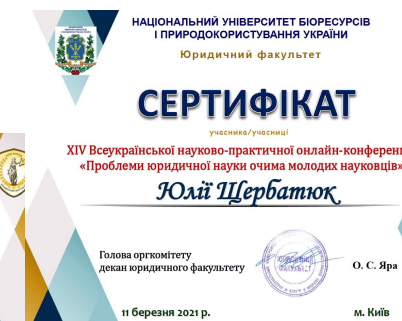 НАЦІОНАЛЬНИЙ УНІВЕРСИТЕТ БІОРЕСУРСІВ
І ПРИРОДОКОРИСТУВАННЯ УКРАЇНИ
Юридичний факультет
СЕРТИФІКАТ
учасника/учасниці
XIV Всеукраїнської науково-практичної онлайн-конферен
«Проблеми юридичної науки очима молодих науковців»
Юлії Щербатюк
Голова оргкомітету
декан юридичного факультету
О. С. Яра
11 березня 2021 р.
м. Київ